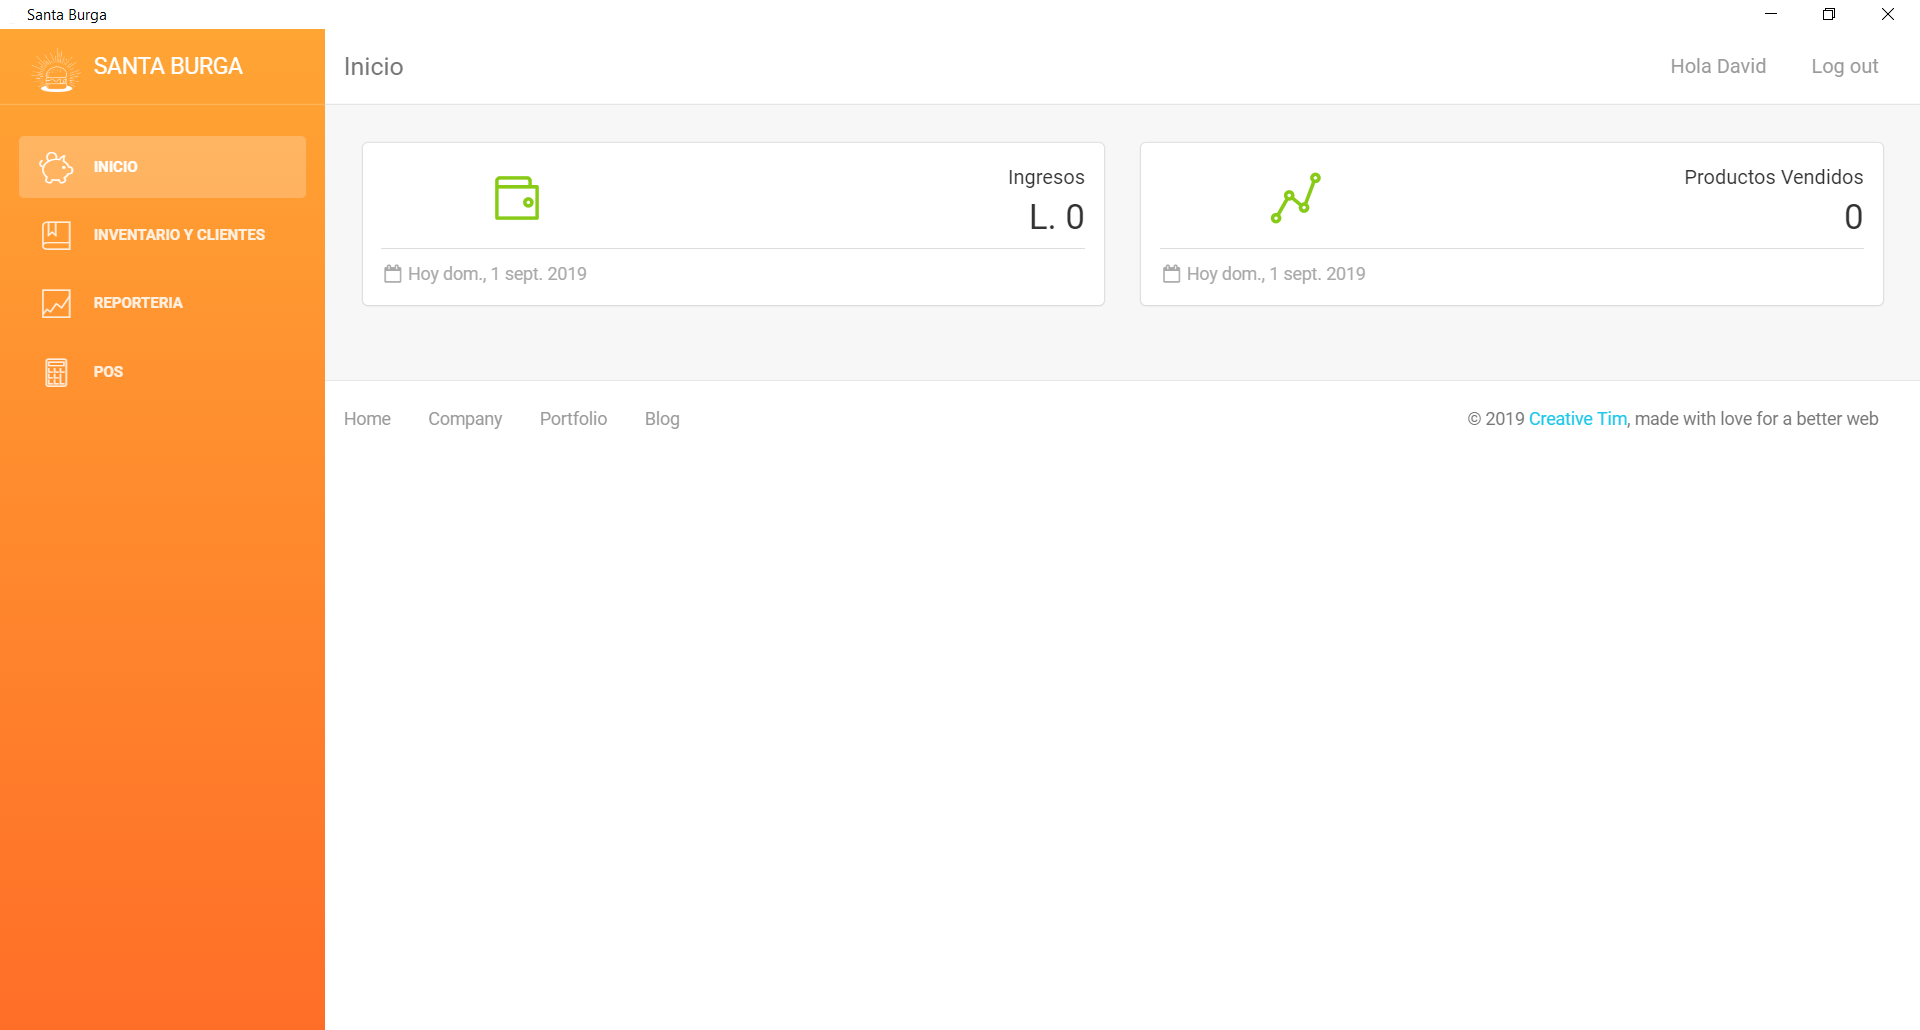 Santa Burga
SANTA BURGA
Inicio
Hola David
Log out
INICIO
INVENTARIO Y CLIENTES
REPORTERIA
POS
Ingresos
L. 0
Hoy dom., 1 sept. 2019
Productos Vendidos
0
Hoy dom., 1 sept. 2019
Home Company Portfolio Blog
© 2019 Creative Tim, made with love for a better web